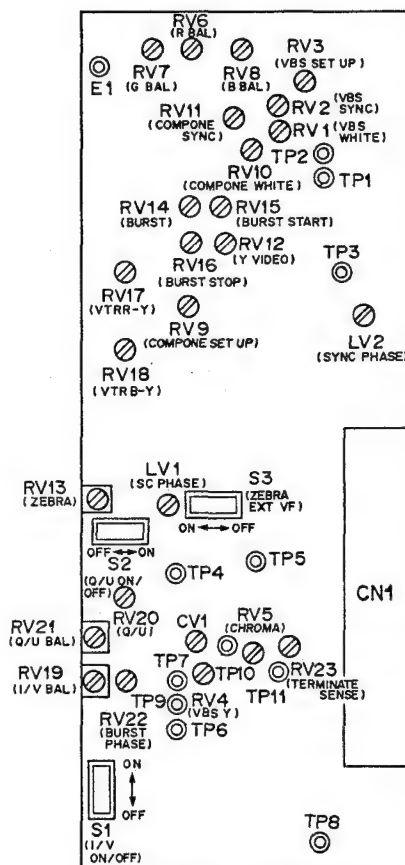 RV6
(R BAL)
RV3
(VBS SET UP)
E1
RV7
(G BAL)
RV8
(B BAL)
RV11
(COMPONE
SYNC)
RV2 (VBS
SYNC)
RV1 (VBS
WHITE)
TP2
RV10
(COMPONE WHITE)
TP1
RV14
(BURST)
RV15
(BURST START)
RV16
(BURST STOP)
RV12
(Y VIDEO)
TP3
RV17
(VTRR-Y)
RV9
(COMPONE SET UP)
LV2
(SYNC PHASE)
RV18
(VTRB-Y)
RV13
(ZEBRA)
LV1
(SC PHASE)
S3
(ZEBRA
EXT VF)
ON OFF
OFF ON
S2
(Q/U ON/
OFF)
TP4
TP5
CN1
RV20
(Q/U)
RV21
(Q/U BAL)
CV1
RV5
(CHROMA)
RV19
(I/V BAL)
TP7
TP10
TP11
RV23
(TERMINATE
SENSE)
RV22
(BURST
PHASE)
TP9
RV4
(VBS Y)
TP6
ON
OFF
S1
(I/V
ON/OFF)
TP8